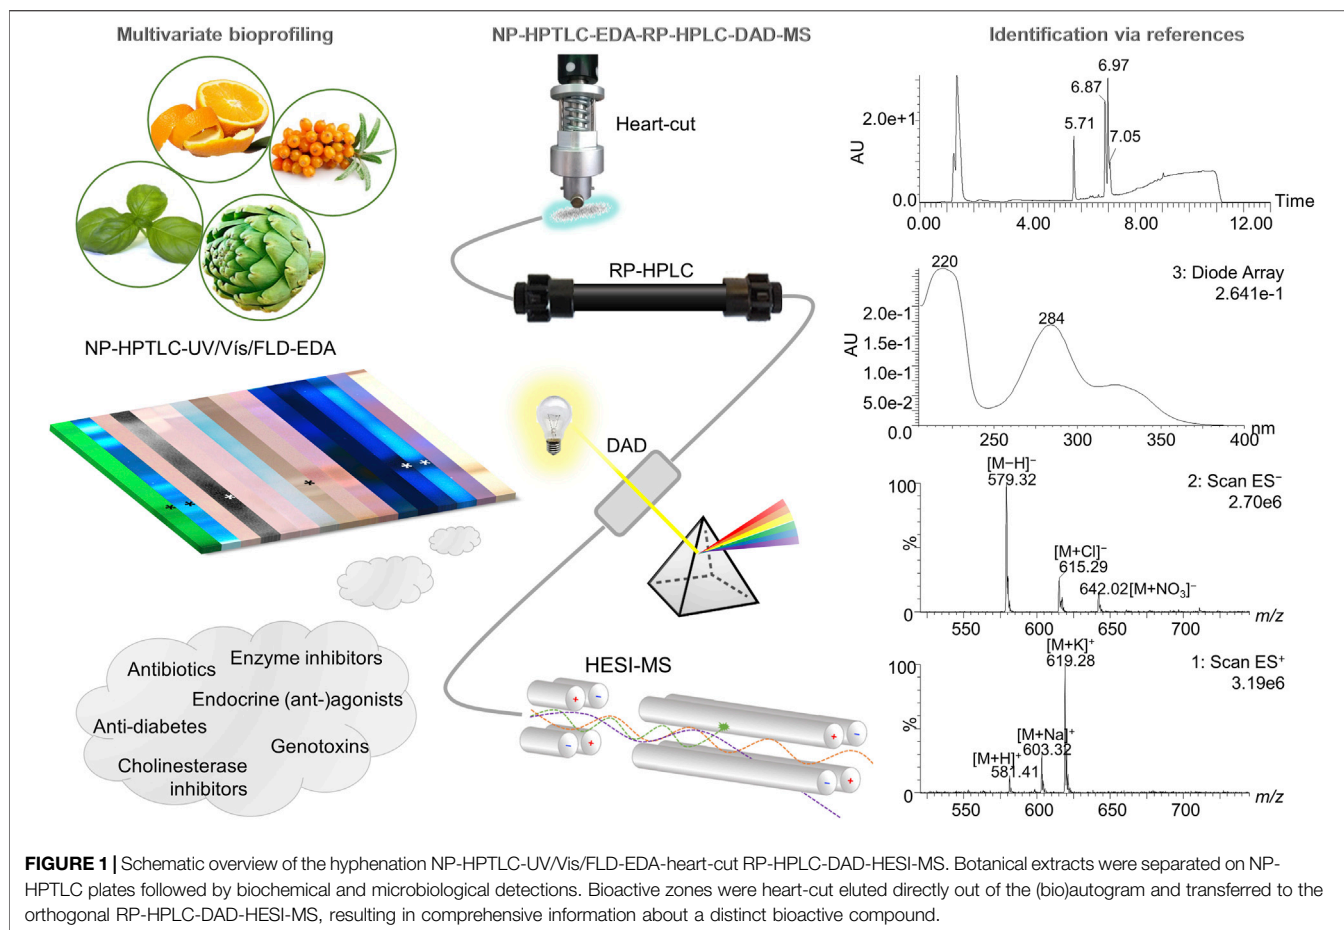 Multivariate bioprofiling
NP-HPTLC-UV/Vís/FLD-EDA
Antibiotics
Enzyme inhibitors
Endocrine (ant-)agonists
Anti-diabetes
Genotoxins
Cholinesterase
inhibitors
NP-HPTLC-EDA-RP-HPLC-DAD-MS
Heart-cut
RP-HPLC
DAD
HESI-MS
+
−
−
+
−
+
−
+
Identification via references
6.97
6.87
5.71
7.05
2.0e+1
AU
0.0
Time
0.00 4.00 8.00 12.00
220
3: Diode Array
2.641e-1
284
2.0e-1
AU
1.5e-1
1.0e-1
5.0e-2
0.0
nm
250 300 350 400
[M−H]⁻
579.32
2: Scan ES⁻
2.70e6
100
%
[M+Cl]⁻
615.29
642.02[M+NO₃]⁻
0
m/z
550 600 650 700
[M+K]⁺
619.28
1: Scan ES⁺
3.19e6
100
%
[M+Na]⁺
603.32
[M+H]⁺
581.41
0
m/z
550 600 650 700
FIGURE 1 | Schematic overview of the hyphenation NP-HPTLC-UV/Vis/FLD-EDA-heart-cut RP-HPLC-DAD-HESI-MS. Botanical extracts were separated on NP-
HPTLC plates followed by biochemical and microbiological detections. Bioactive zones were heart-cut eluted directly out of the (bio)autogram and transferred to the
orthogonal RP-HPLC-DAD-HESI-MS, resulting in comprehensive information about a distinct bioactive compound.